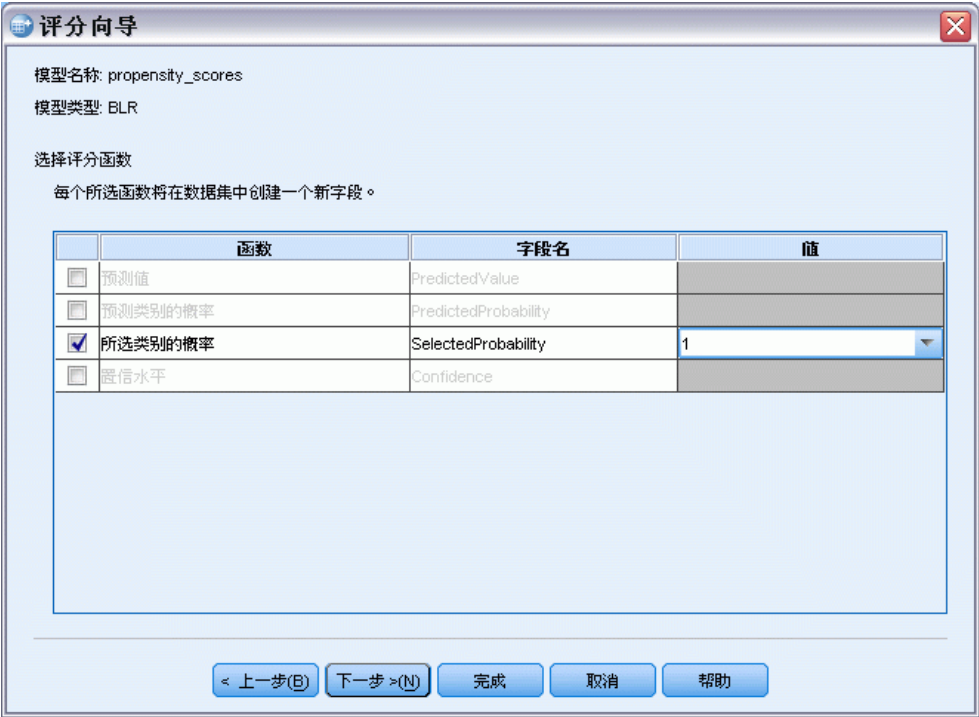 评分向导
模型名称: propensity_scores
模型类型: BLR
选择评分函数
每个所选函数将在数据集中创建一个新字段。
函数 字段名 值
预测值 PredictedValue
预测类别的概率 PredictedProbability
所选类别的概率 SelectedProbability 1
置信水平 Confidence
< 上一步(B) 下一步 >(N) 完成 取消 帮助